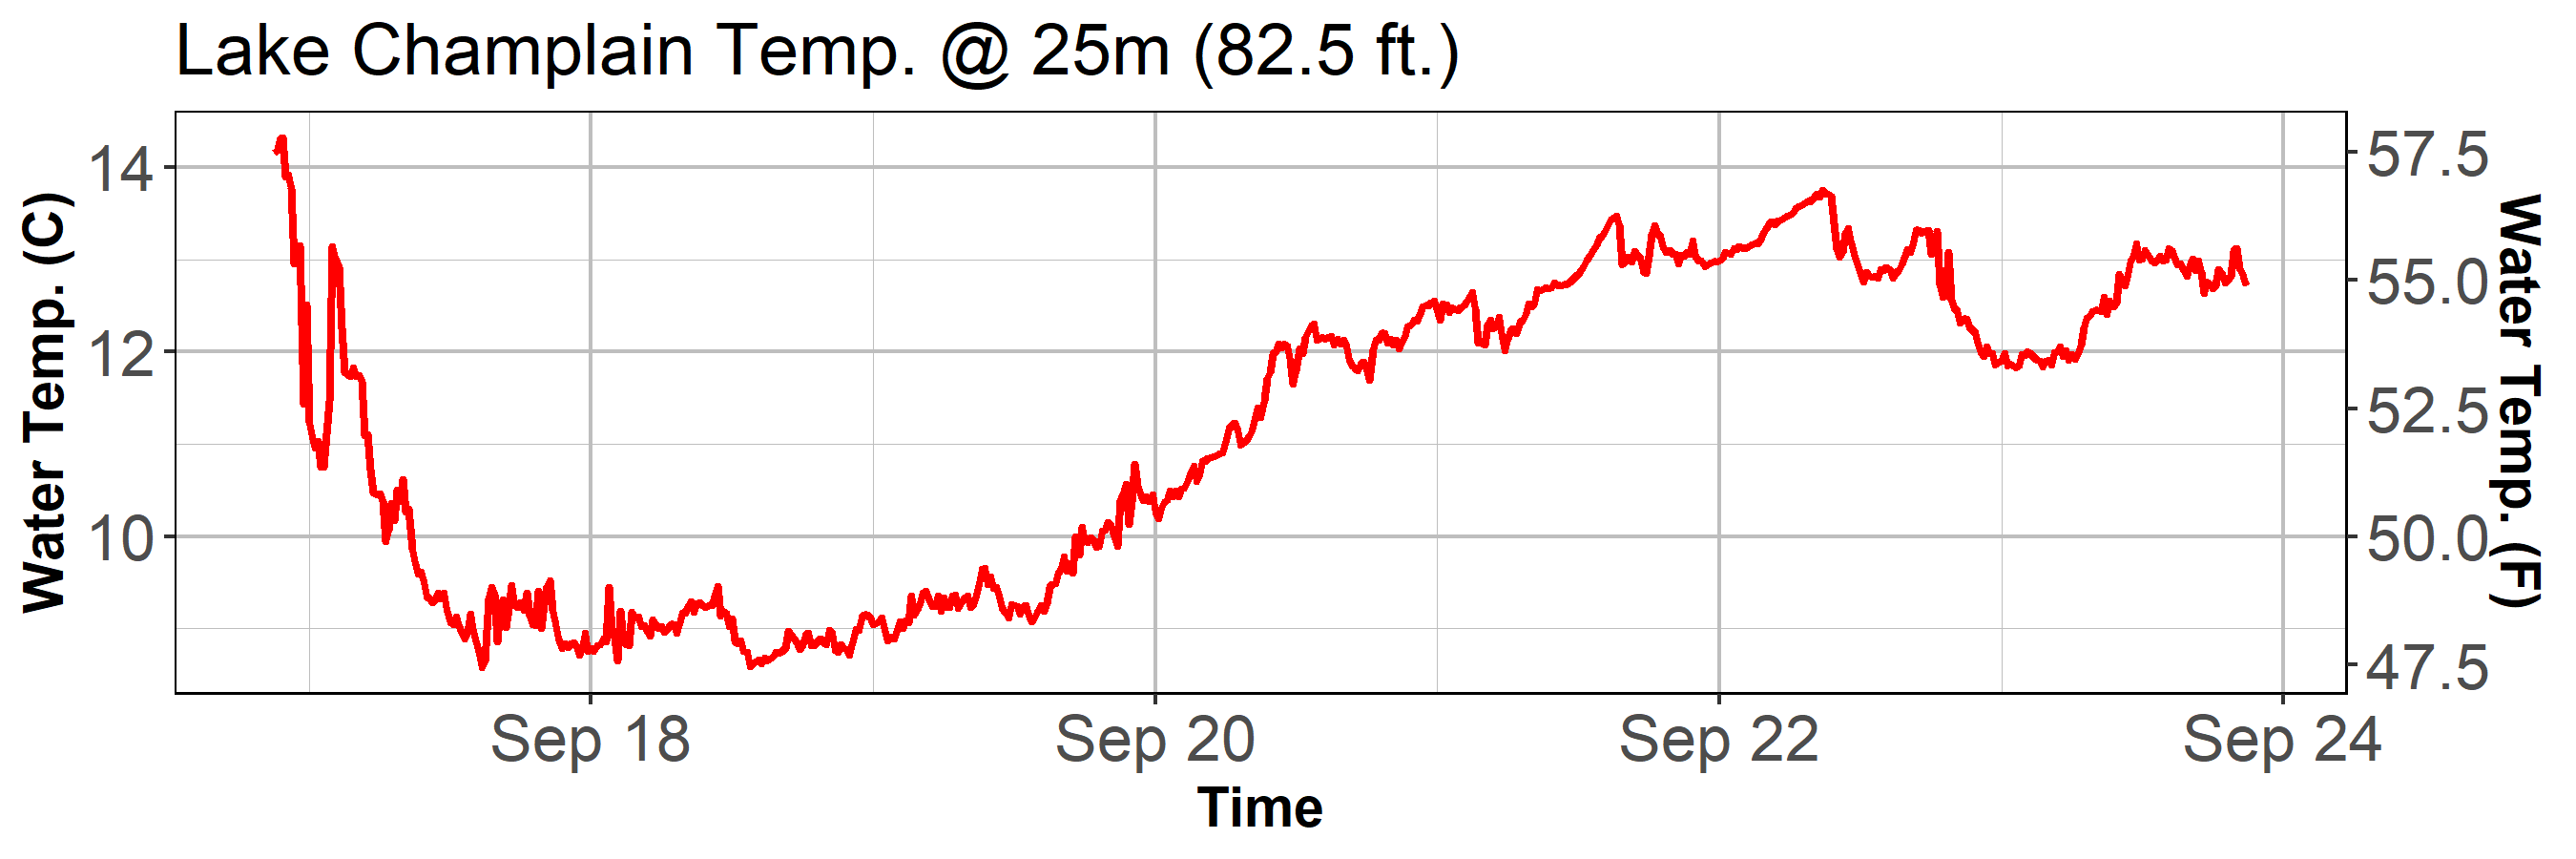 Lake Champlain Temp. @ 25m (82.5 ft.)
Water Temp. (C)
14
12
10
57.5
55.0
52.5
50.0
47.5
Water Temp. (F)
Sep 18 Sep 20 Sep 22 Sep 24
Time